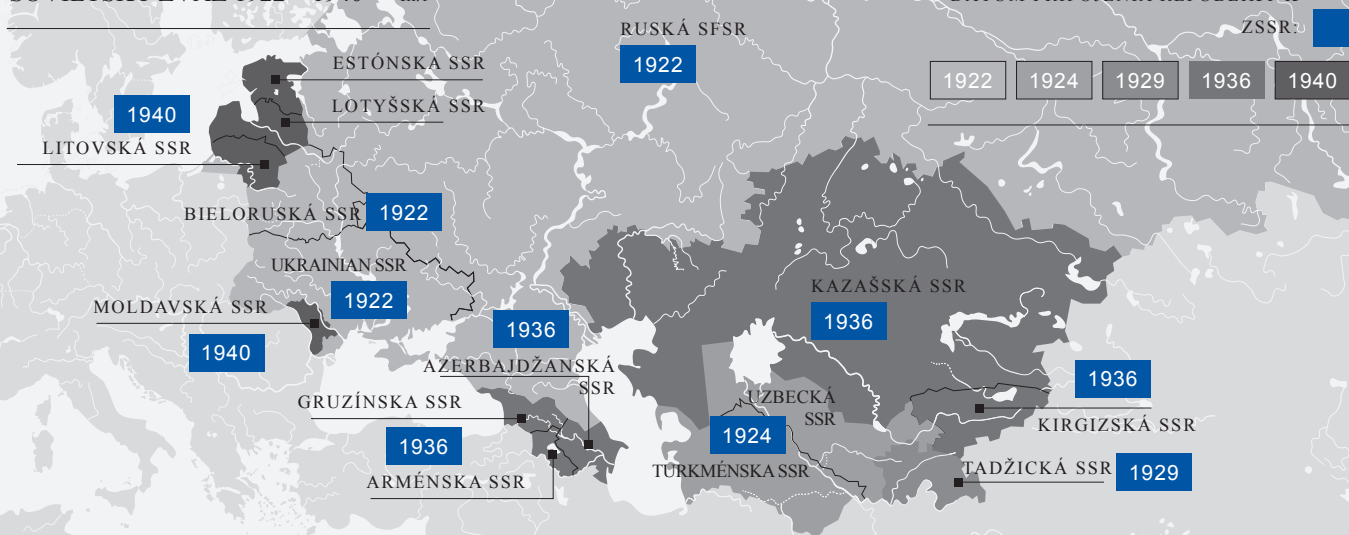 RUSKÁ SFSR
1922
ZSSR:
1922 1924 1929 1936 1940
ESTÓNSKA SSR
LOTYŠSKÁ SSR
1940
LITOVSKÁ SSR
BIELORUSKÁ SSR 1922
UKRAINIAN SSR
1922
MOLDAVSKÁ SSR
1940
1936
AZERBAJDŽANSKÁ
SSR
GRUZÍNSKA SSR
1936
ARMÉNSKA SSR
KAZAŠSKÁ SSR
1936
UZBECKÁ
SSR
1924
TURKMÉNSKA SSR
1936
KIRGIZSKÁ SSR
TADŽICKÁ SSR 1929